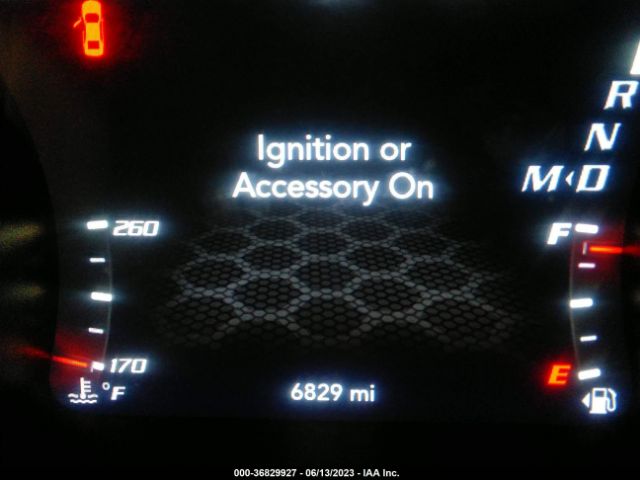 R
Ignition or
N
Accessory On
M◂D
260
F
170
°F
E
6829 mi
000-36829927 - 06/13/2023 - IAA Inc.